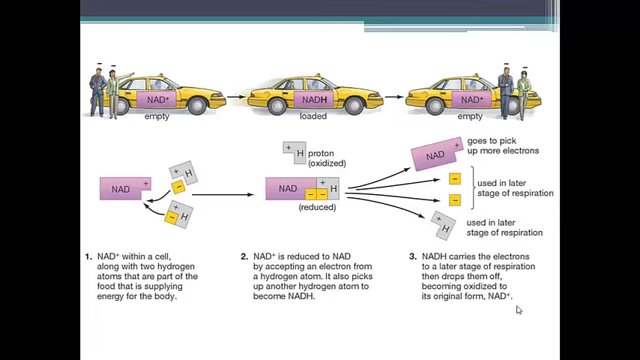 NAD+
NADH
NAD+
empty
loaded
empty
NAD +
+ H
−
+ H
−
+ H
proton
(oxidized)
NAD
+ H
− −
(reduced)
NAD +
goes to pick
up more electrons
−
−
used in later
stage of respiration
+ H
used in later
stage of respiration
1. NAD+ within a cell,
along with two hydrogen
atoms that are part of the
food that is supplying
energy for the body.
2. NAD+ is reduced to NAD
by accepting an electron from
a hydrogen atom. It also picks
up another hydrogen atom to
become NADH.
3. NADH carries the electrons
to a later stage of respiration
then drops them off,
becoming oxidized to
its original form, NAD+.